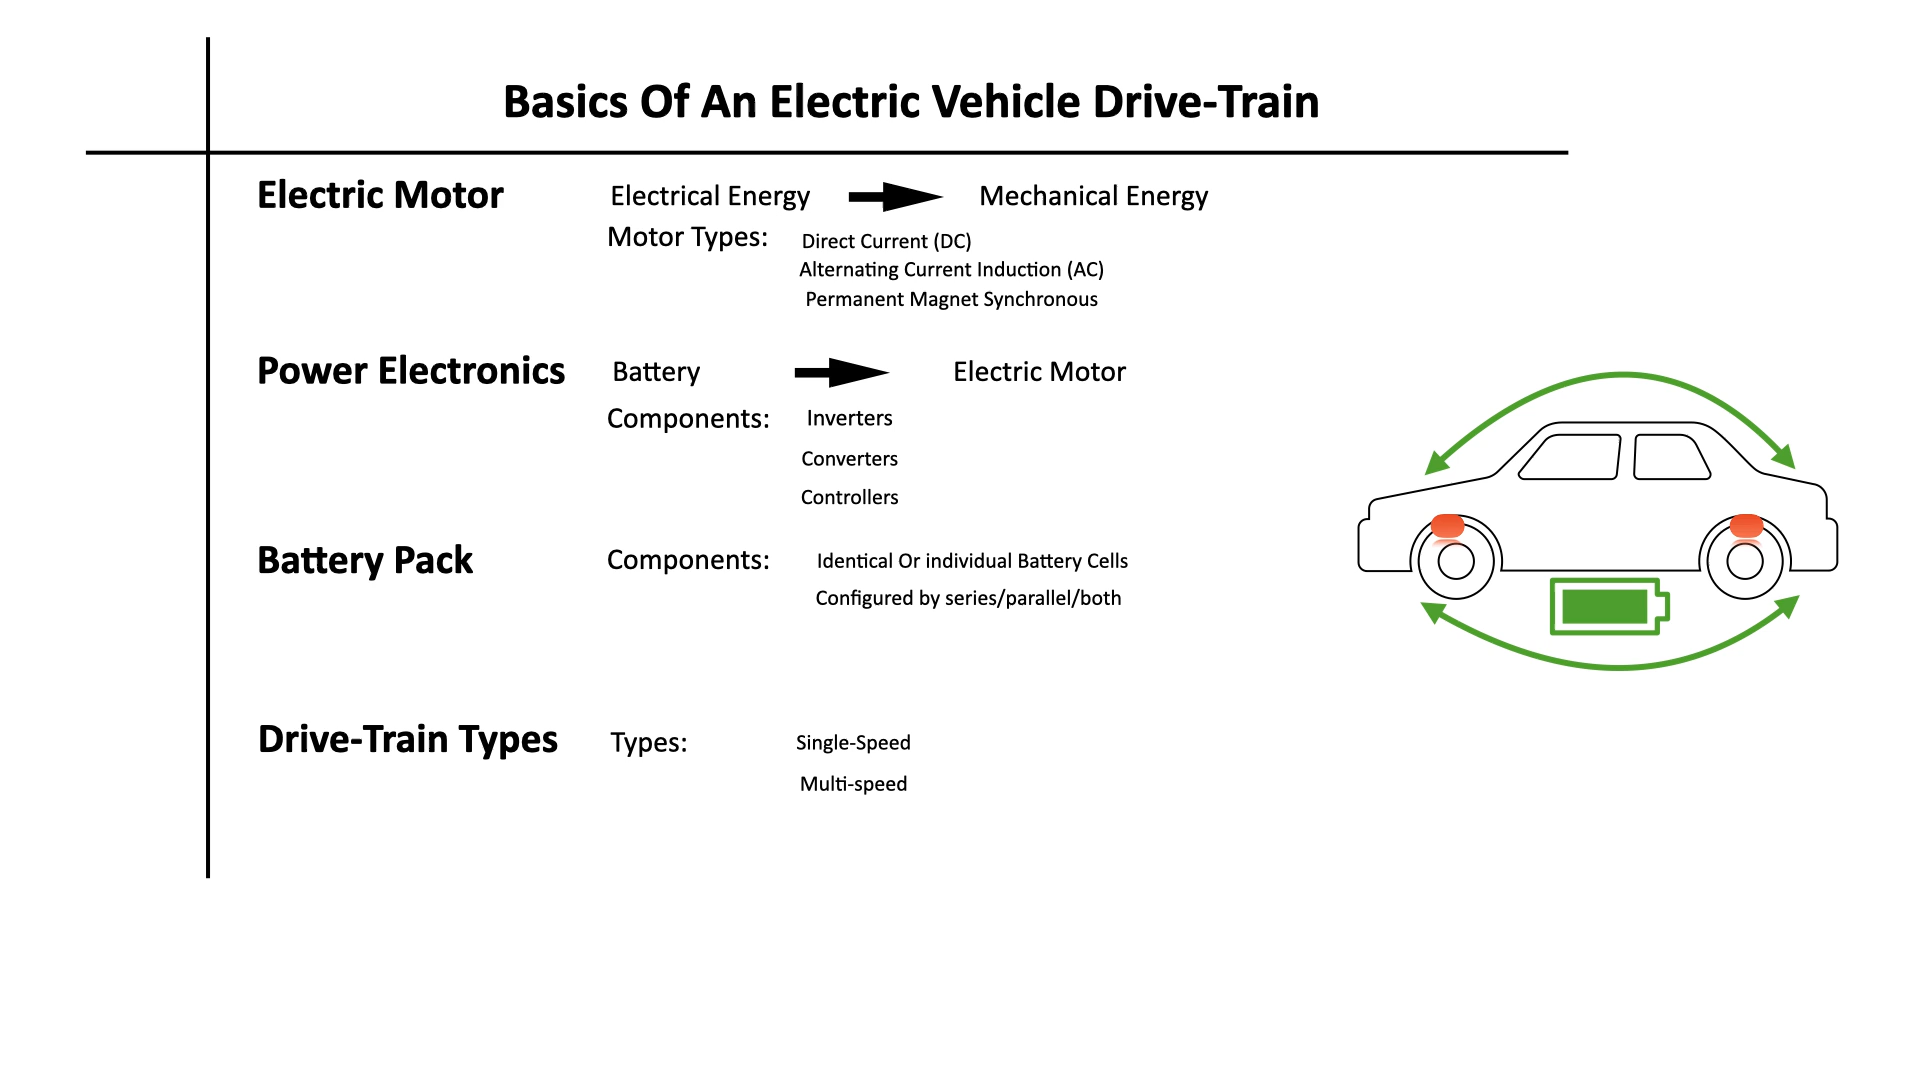 Basics Of An Electric Vehicle Drive-Train
Electric Motor
Electrical Energy
Mechanical Energy
Motor Types:
Direct Current (DC)
Alternating Current Induction (AC)
Permanent Magnet Synchronous
Power Electronics
Battery
Electric Motor
Components:
Inverters
Converters
Controllers
Battery Pack
Components:
Identical Or individual Battery Cells
Configured by series/parallel/both
Drive-Train Types
Types:
Single-Speed
Multi-speed